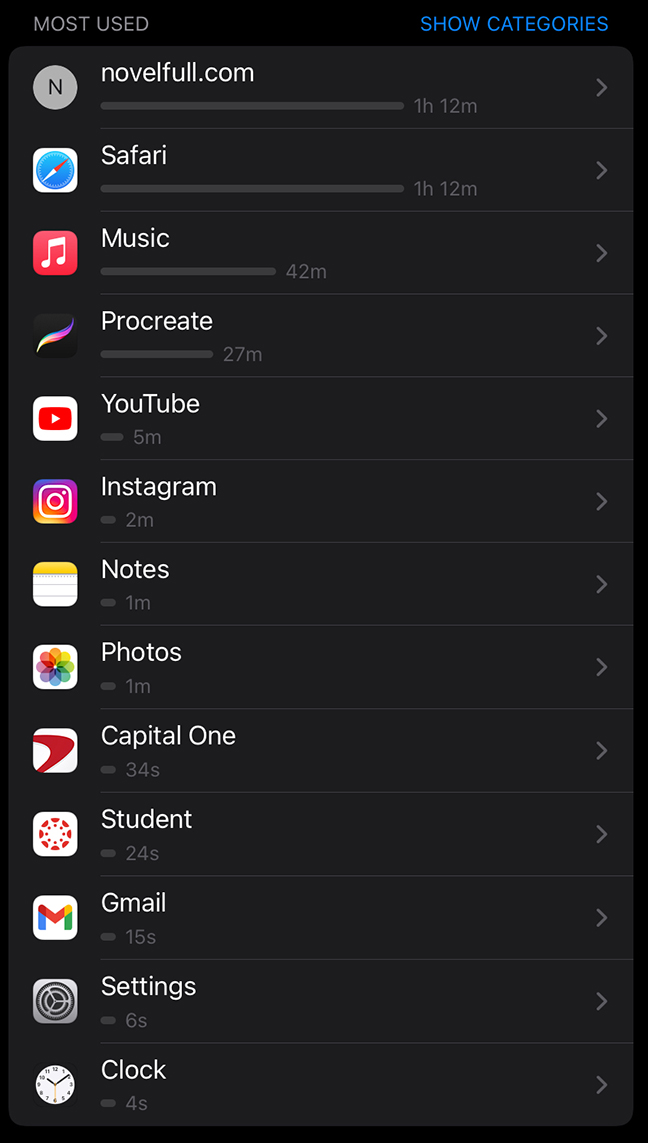 MOST USED SHOW CATEGORIES
N
novelfull.com
1h 12m
Safari
1h 12m
Music
42m
Procreate
27m
YouTube
5m
Instagram
2m
Notes
1m
Photos
1m
Capital One
34s
Student
24s
Gmail
15s
Settings
6s
Clock
4s